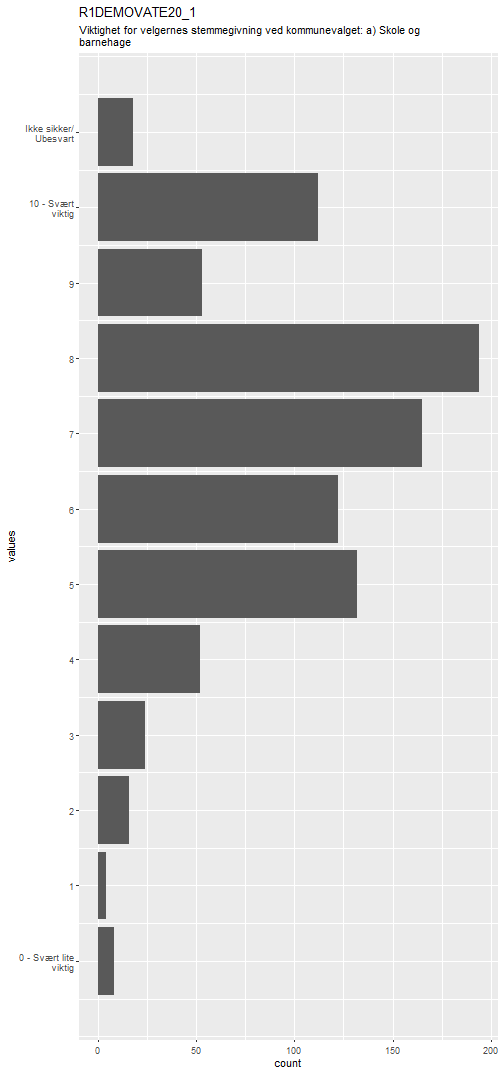 R1DEMOVATE20_1
Viktighet for velgernes stemmegivning ved kommunevalget: a) Skole og
barnehage
Ikke sikker/
Ubesvart
10 - Svært
viktig
9
8
7
6
5
4
3
2
1
0 - Svært lite
viktig
values
0
50
100
150
200
count